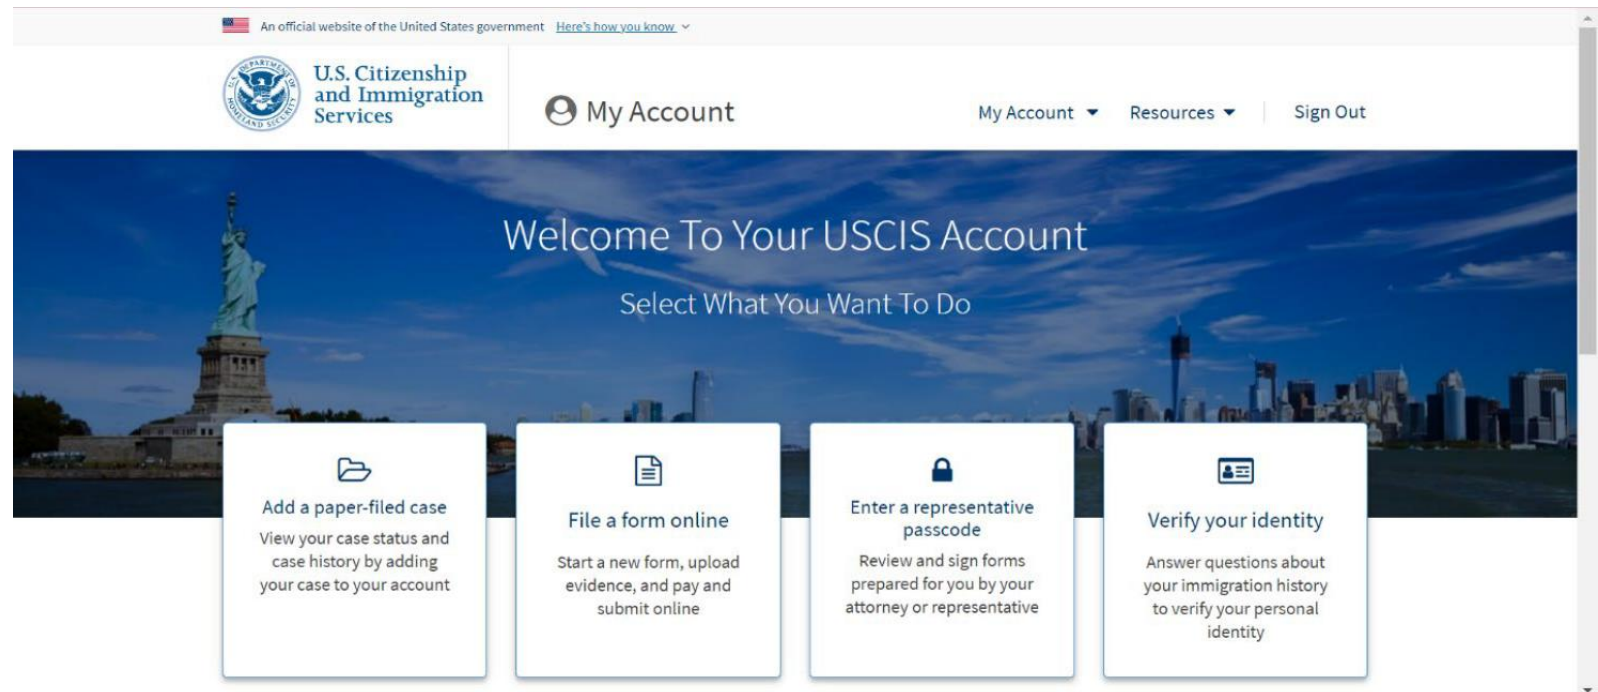 An official website of the United States government Here's how you know
U.S. Citizenship
and Immigration
Services
My Account
My Account
Resources
Sign Out
Welcome To Your USCIS Account
Select What You Want To Do
Add a paper-filed case
View your case status and
case history by adding
your case to your account
File a form online
Start a new form, upload
evidence, and pay and
submit online
Enter a representative
passcode
Review and sign forms
prepared for you by your
attorney or representative
Verify your identity
Answer questions about
your immigration history
to verify your personal
identity